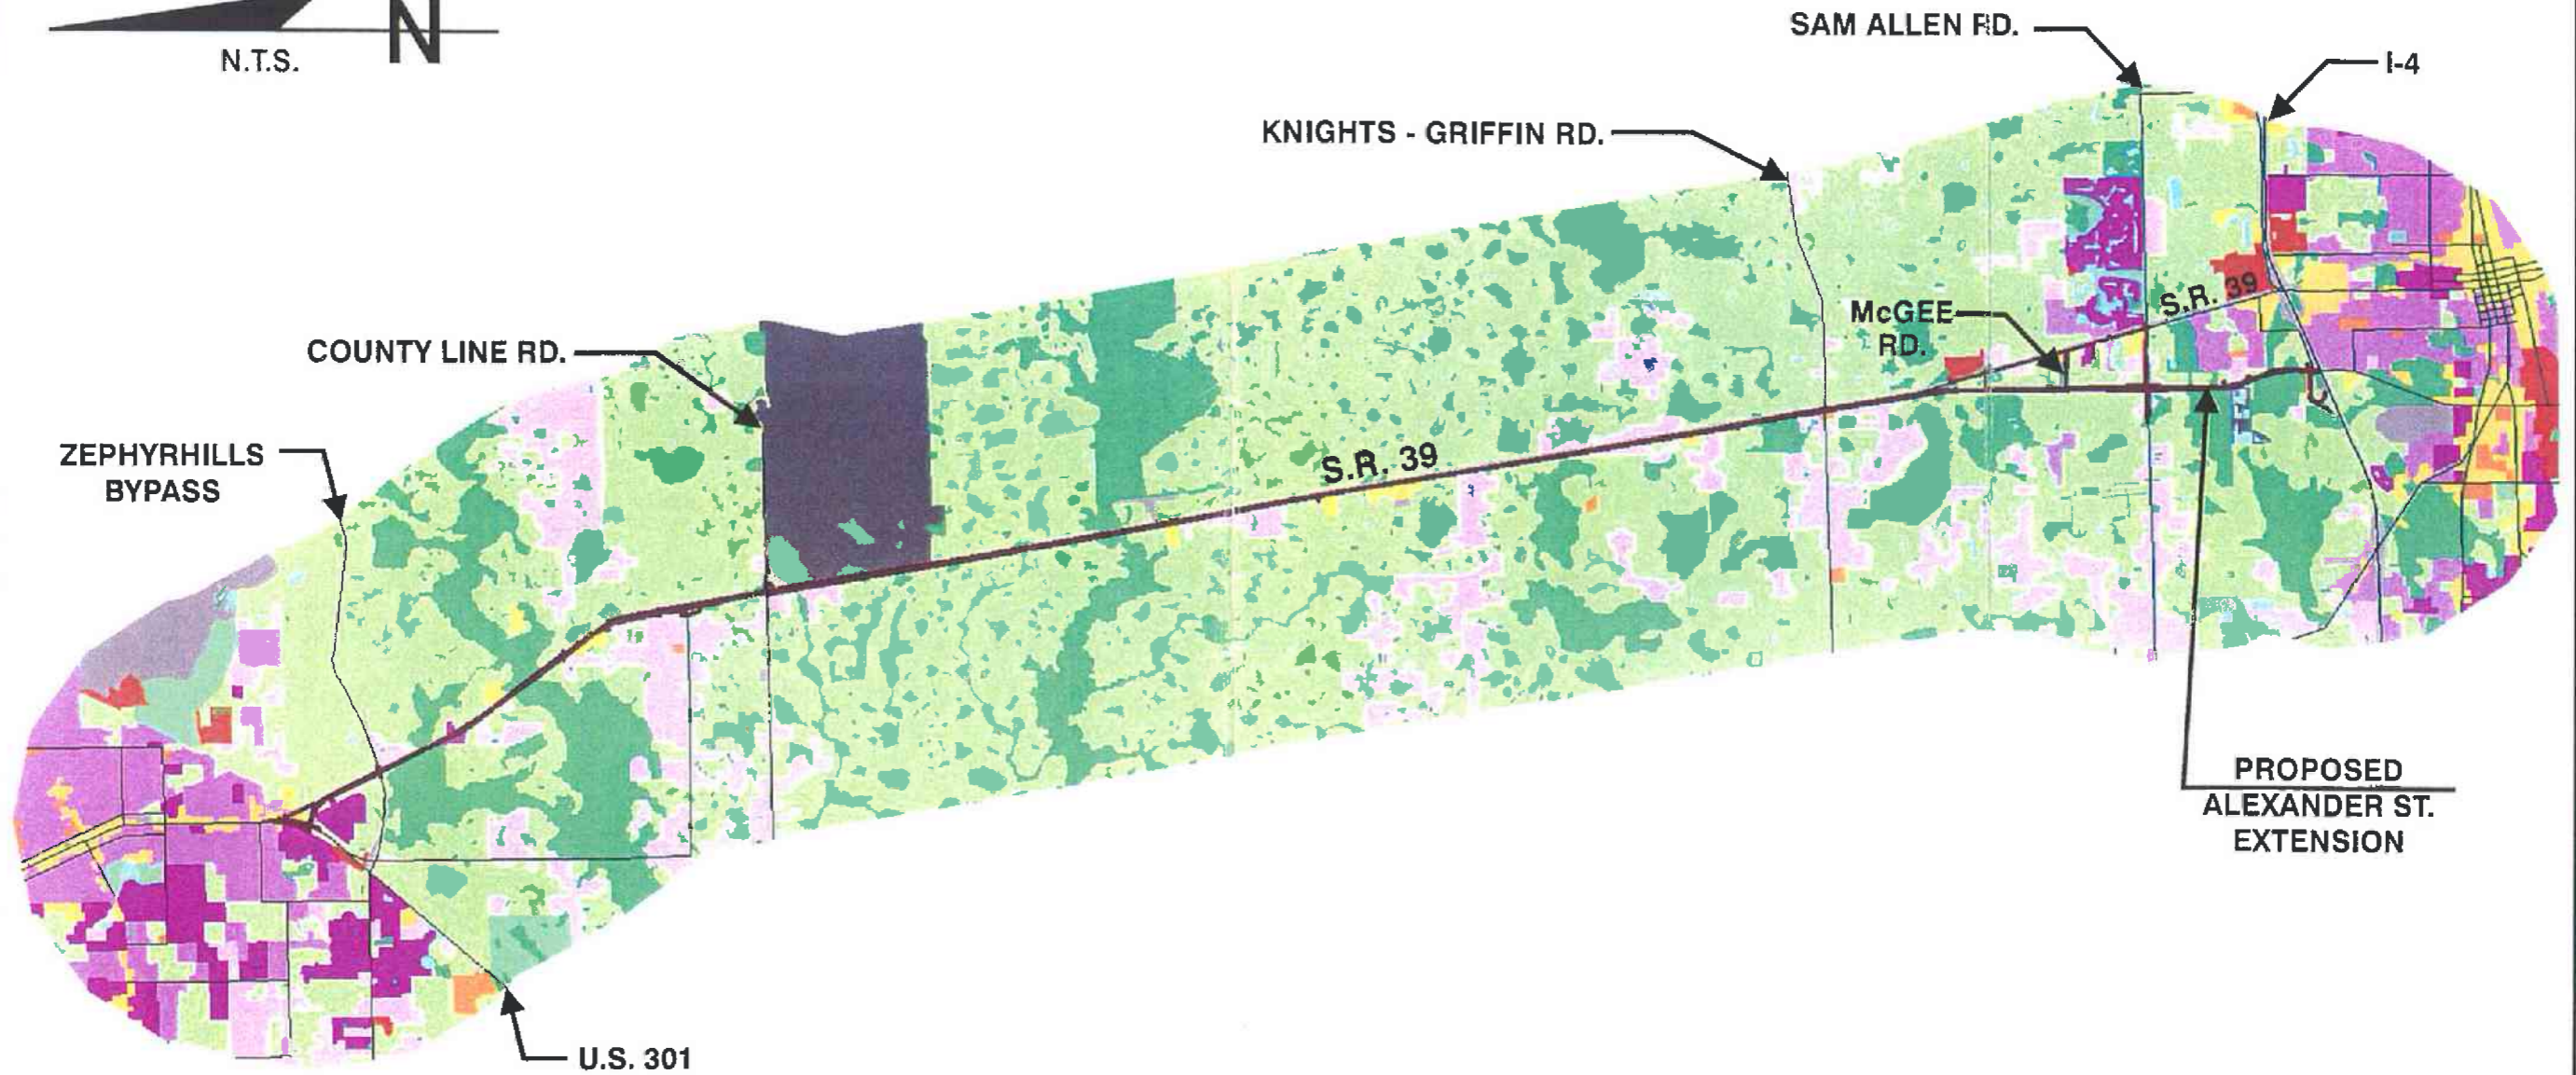 N
N.T.S.
SAM ALLEN RD.
I-4
KNIGHTS - GRIFFIN RD.
McGEE
RD.
S.R. 39
COUNTY LINE RD.
ZEPHYRHILLS
BYPASS
S.R. 39
PROPOSED
ALEXANDER ST.
EXTENSION
U.S. 301